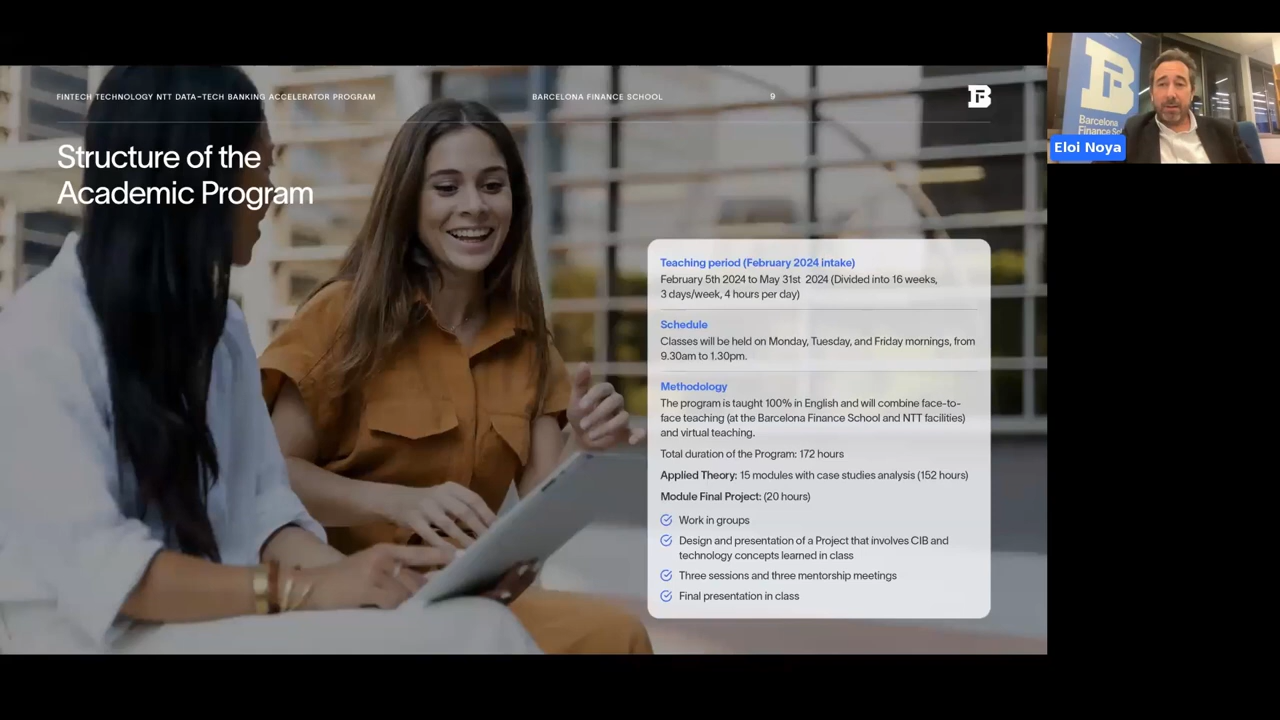 FINTECH TECHNOLOGY NTT DATA-TECH BANKING ACCELERATOR PROGRAM
BARCELONA FINANCE SCHOOL
9
Structure of the
Academic Program
Teaching period (February 2024 intake)
February 5th 2024 to May 31st 2024 (Divided into 16 weeks,
3 days/week, 4 hours per day)
Schedule
Classes will be held on Monday, Tuesday, and Friday mornings, from
9.30am to 1.30pm.
Methodology
The program is taught 100% in English and will combine face-to-
face teaching (at the Barcelona Finance School and NTT facilities)
and virtual teaching.
Total duration of the Program: 172 hours
Applied Theory: 15 modules with case studies analysis (152 hours)
Module Final Project: (20 hours)
Work in groups
Design and presentation of a Project that involves CIB and
technology concepts learned in class
Three sessions and three mentorship meetings
Final presentation in class
Barcelona
Finance Sc
Eloi Noya